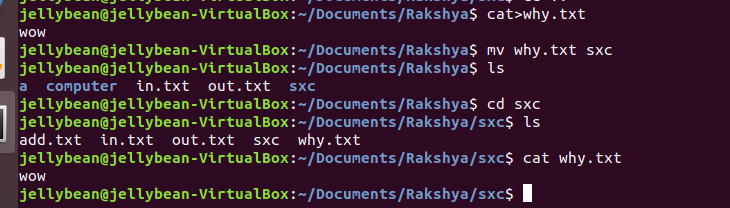 jellybean@jellybean-VirtualBox:~/Documents/Rakshya$ cat>why.txt
wow
jellybean@jellybean-VirtualBox:~/Documents/Rakshya$ mv why.txt sxc
jellybean@jellybean-VirtualBox:~/Documents/Rakshya$ ls
a computer in.txt out.txt sxc
jellybean@jellybean-VirtualBox:~/Documents/Rakshya$ cd sxc
jellybean@jellybean-VirtualBox:~/Documents/Rakshya/sxc$ ls
add.txt in.txt out.txt sxc why.txt
jellybean@jellybean-VirtualBox:~/Documents/Rakshya/sxc$ cat why.txt
wow
jellybean@jellybean-VirtualBox:~/Documents/Rakshya/sxc$